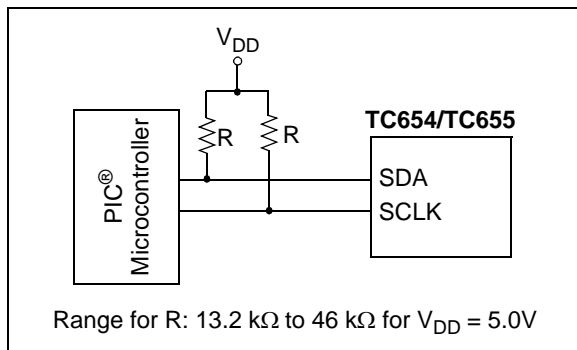 VDD
R
R
TC654/TC655
PIC®
Microcontroller
SDA
SCLK
Range for R: 13.2 kΩ to 46 kΩ for VDD = 5.0V